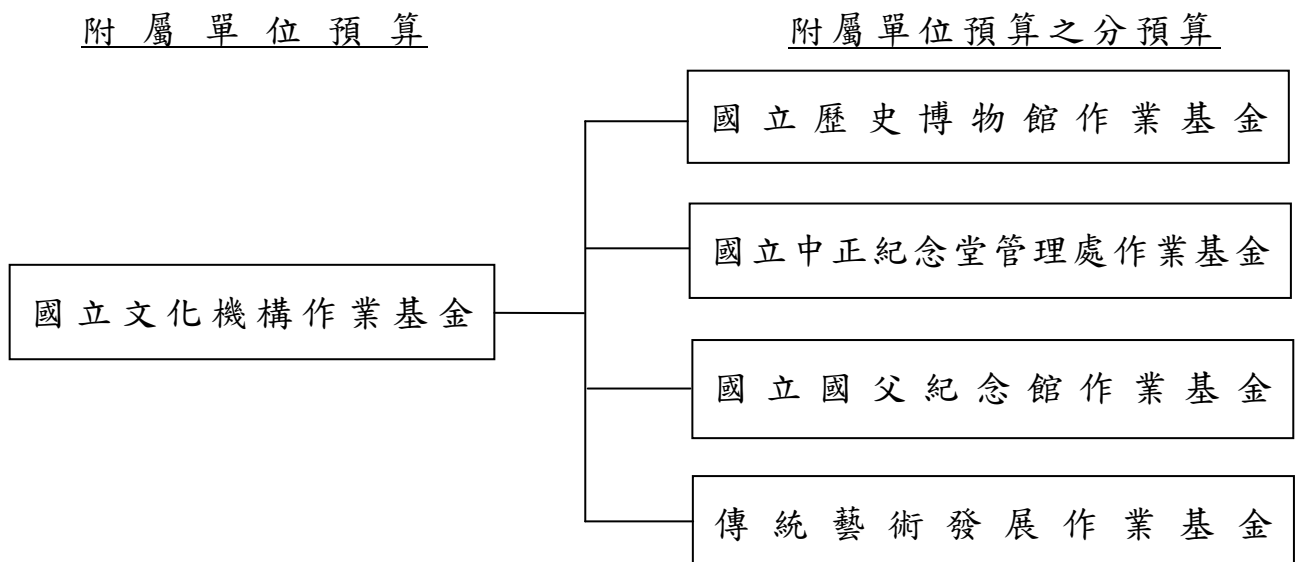 附屬單位預算
附屬單位預算之分預算
國立文化機構作業基金
國立歷史博物館作業基金
國立中正紀念堂管理處作業基金
國立國父紀念館作業基金
傳統藝術發展作業基金